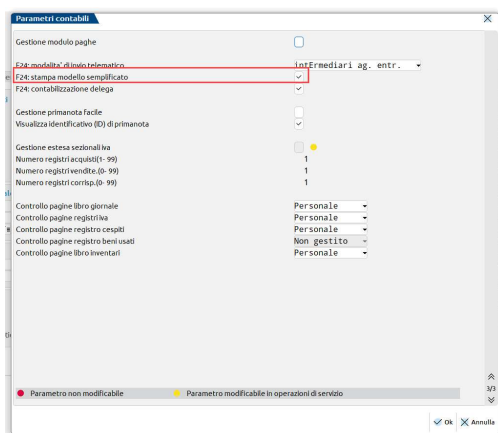 Parametri contabili
Gestione modulo paghe
F24: modalita' di invio telematico intErmediari ag. entr.
F24: stampa modello semplificato
F24: contabilizzazione delega
Gestione primanota facile
Visualizza identificativo (ID) di primanota
Gestione estesa sezionali iva
Numero registri acquisti(1- 99) 1
Numero registri vendite.(0- 99) 1
Numero registri corrisp.(0- 99) 1
Controllo pagine libro giornale Personale
Controllo pagine registri iva Personale
Controllo pagine registro cespiti Personale
Controllo pagine registro beni usati Non gestito
Controllo pagine libro inventari Personale
3/3
Parametro non modificabile Parametro modificabile in operazioni di servizio
Ok Annulla